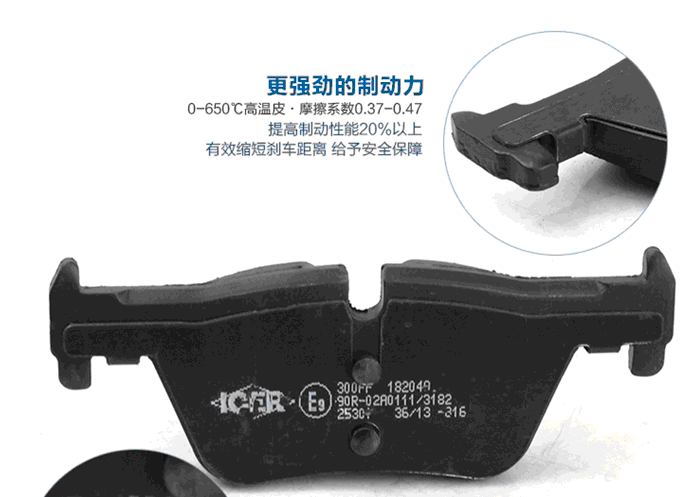 更强劲的制动力
0-650℃高温皮·摩擦系数0.37-0.47
提高制动性能20%以上
有效缩短刹车距离 给予安全保障
ICER
E9
300FF 182049
90R-02A0111/3182
36/13 -316